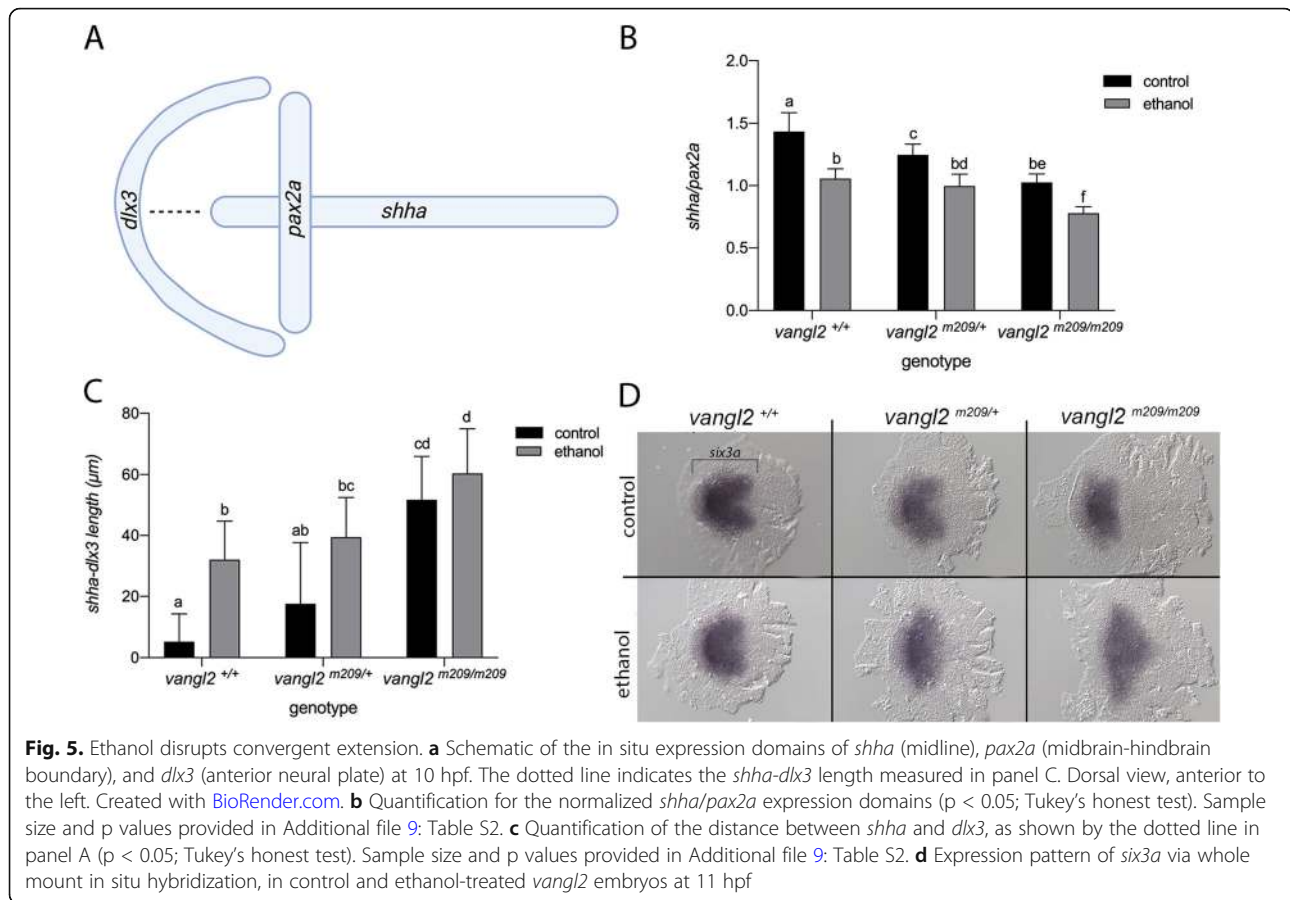 A
dlx3
pax2a
shha
B
2.0
1.5
1.0
0.5
0.0
shha/pax2a
a
b
c
bd
be
f
control
ethanol
vangl2 +/+
vangl2 m209/+
vangl2 m209/m209
genotype
C
80
60
40
20
0
shha-dlx3 length (µm)
a
b
ab
bc
cd
d
control
ethanol
vangl2 +/+
vangl2 m209/+
vangl2 m209/m209
genotype
D
vangl2 +/+
vangl2 m209/+
vangl2 m209/m209
six3a
control
ethanol
Fig. 5. Ethanol disrupts convergent extension. a Schematic of the in situ expression domains of shha (midline), pax2a (midbrain-hindbrain
boundary), and dlx3 (anterior neural plate) at 10 hpf. The dotted line indicates the shha-dlx3 length measured in panel C. Dorsal view, anterior to
the left. Created with BioRender.com. b Quantification for the normalized shha/pax2a expression domains (p < 0.05; Tukey's honest test). Sample
size and p values provided in Additional file 9: Table S2. c Quantification of the distance between shha and dlx3, as shown by the dotted line in
panel A (p < 0.05; Tukey's honest test). Sample size and p values provided in Additional file 9: Table S2. d Expression pattern of six3a via whole
mount in situ hybridization, in control and ethanol-treated vangl2 embryos at 11 hpf